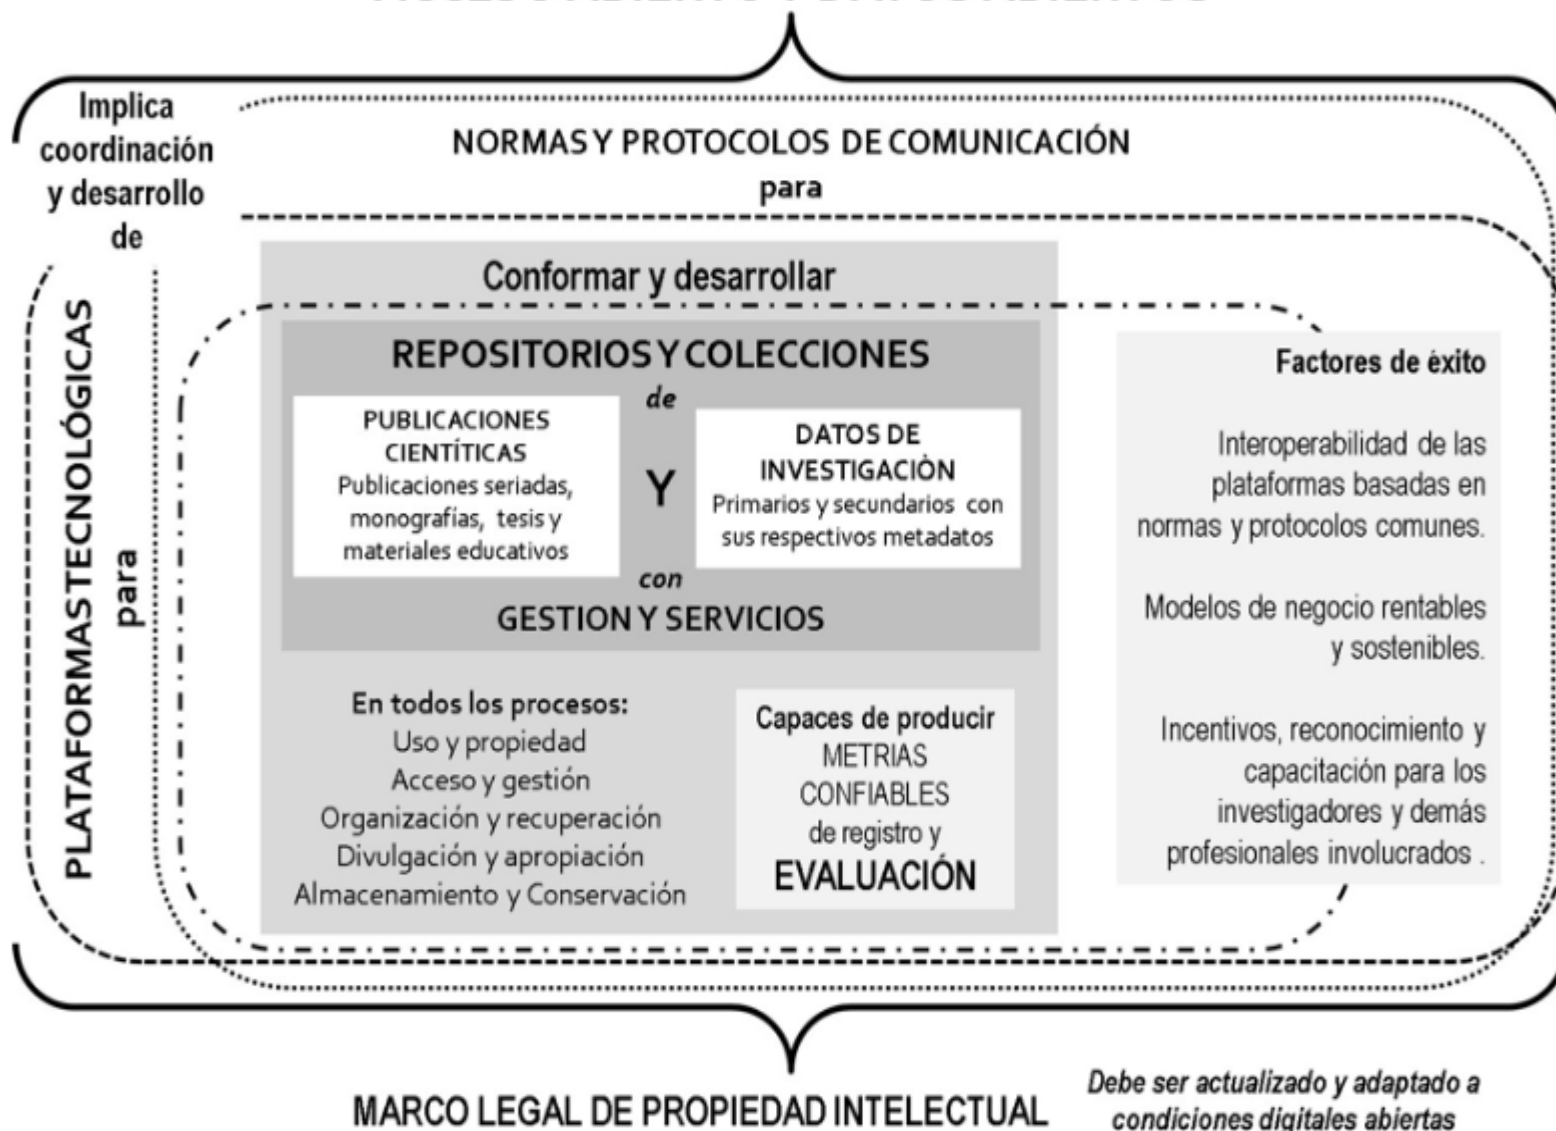 Implica
coordinación
y desarrollo
de
NORMAS Y PROTOCOLOS DE COMUNICACIÓN
para
PLATAFORMAS TECNOLÓGICAS
para
Conformar y desarrollar
REPOSITORIOS Y COLECCIONES
de
PUBLICACIONES
CIENTÍTICAS
Publicaciones seriadas,
monografías, tesis y
materiales educativos
Y
DATOS DE
INVESTIGACIÒN
Primarios y secundarios con
sus respectivos metadatos
con
GESTION Y SERVICIOS
En todos los procesos:
Uso y propiedad
Acceso y gestión
Organización y recuperación
Divulgación y apropiación
Almacenamiento y Conservación
Capaces de producir
METRIAS
CONFIABLES
de registro y
EVALUACIÓN
Factores de éxito
Interoperabilidad de las
plataformas basadas en
normas y protocolos comunes.
Modelos de negocio rentables
y sostenibles.
Incentivos, reconocimiento y
capacitación para los
investigadores y demás
profesionales involucrados .
MARCO LEGAL DE PROPIEDAD INTELECTUAL
Debe ser actualizado y adaptado a
condiciones digitales abiertas